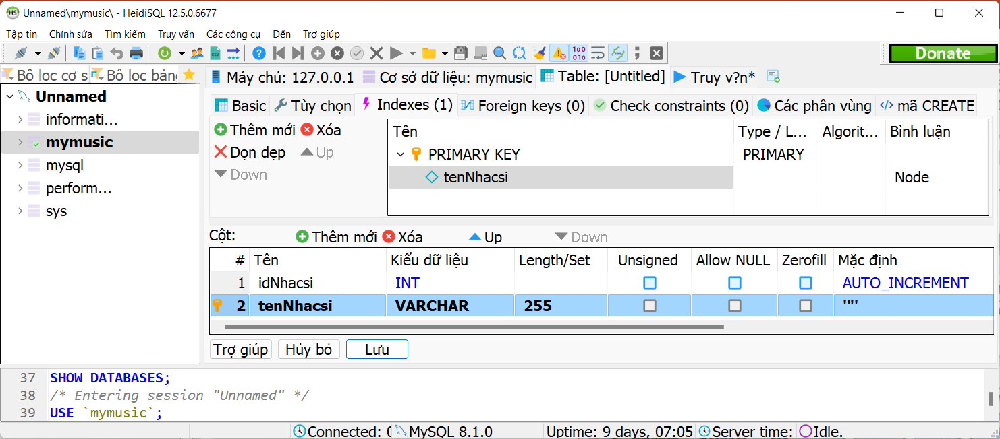 Unnamed\mymusic\ - HeidiSQL 12.5.0.6677
Tập tin Chỉnh sửa Tìm kiếm Truy vấn Các công cụ Đến Trợ giúp
Donate
Bô loc cơ s Bô loc bảng Máy chủ: 127.0.0.1 Cơ sở dữ liệu: mymusic Table: [Untitled] Truy v?n*
Unnamed
informati...
mymusic
mysql
perform...
sys
Basic Tùy chọn Indexes (1) Foreign keys (0) Check constraints (0) Các phân vùng mã CREATE
Thêm mới Xóa
Dọn dẹp Up
Down
Tên Type / L... Algorit... Bình luận
PRIMARY KEY PRIMARY
tenNhacsi Node
Cột: Thêm mới Xóa Up Down
# Tên Kiểu dữ liệu Length/Set Unsigned Allow NULL Zerofill Mặc định
1 idNhacsi INT AUTO_INCREMENT
2 tenNhacsi VARCHAR 255 '""'
Trợ giúp Hủy bỏ Lưu
37 SHOW DATABASES;
38 /* Entering session "Unnamed" */
39 USE `mymusic`;
Connected: 0 MySQL 8.1.0 Uptime: 9 days, 07:05 Server time: Idle.